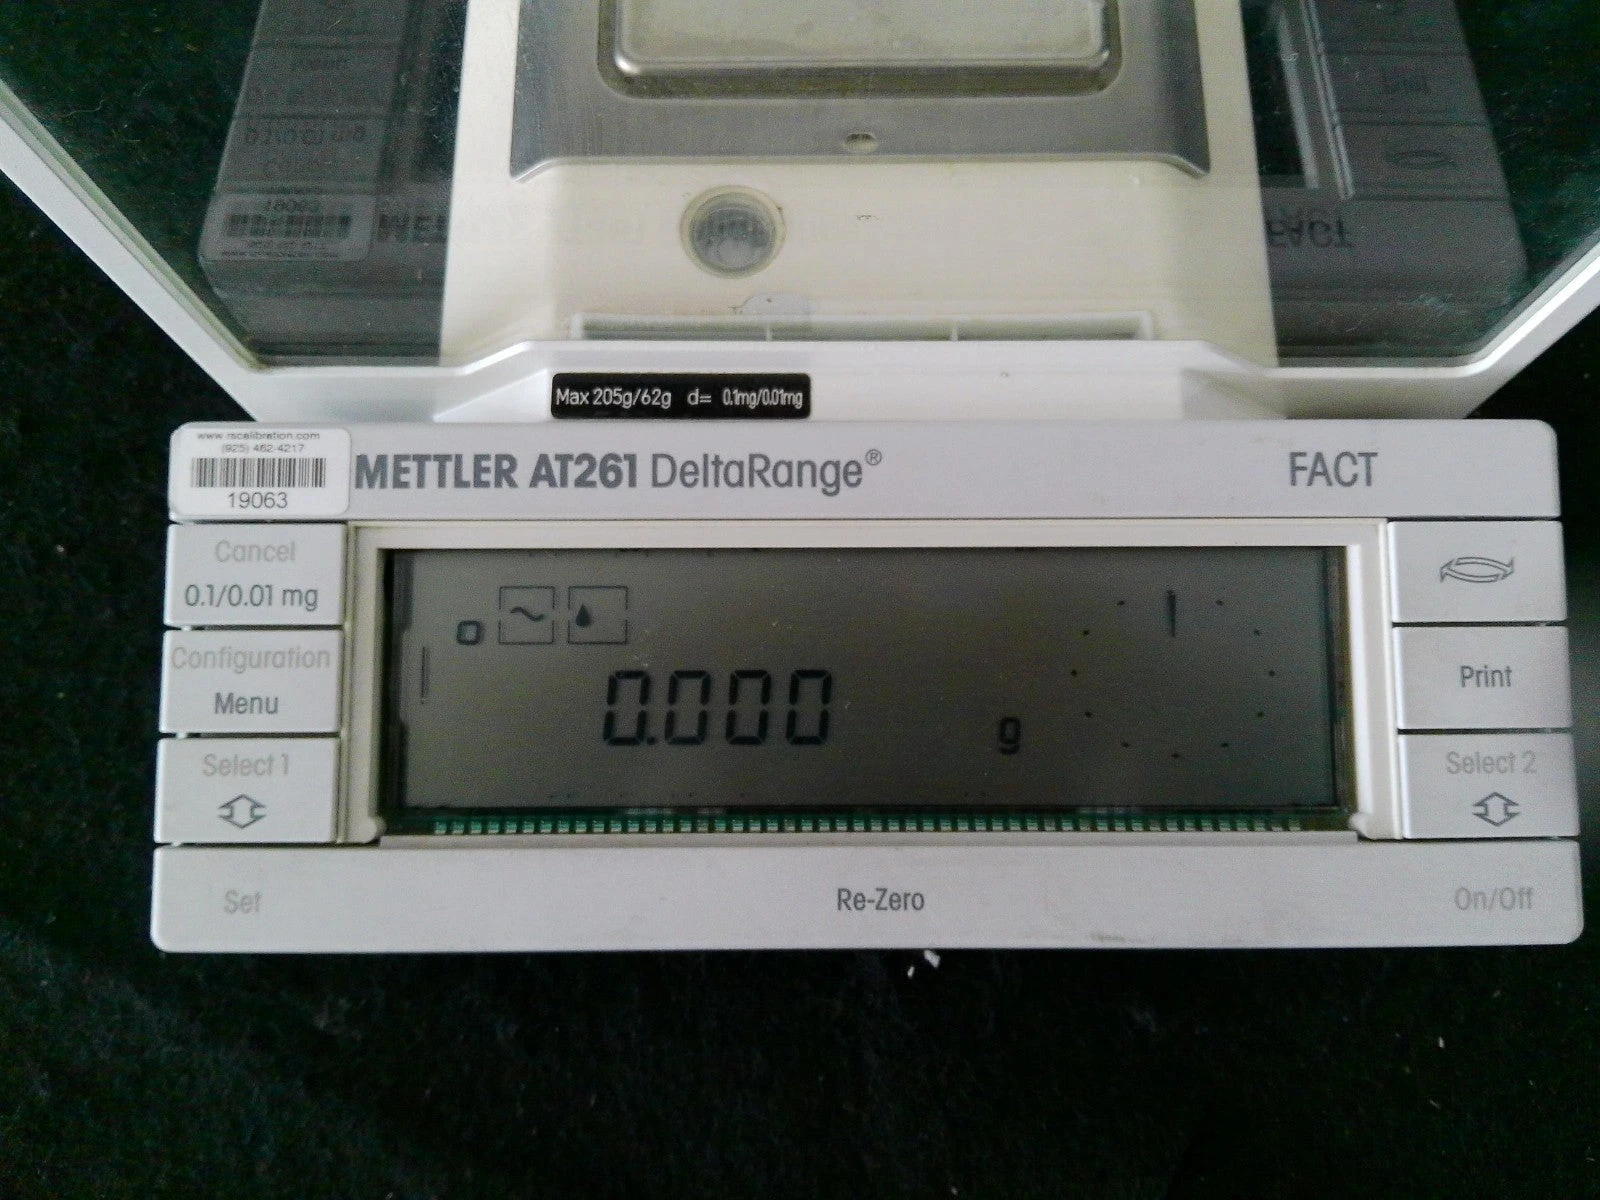 Max 205g/62g d= 0.1mg/0.01mg
www.rscalibration.com
(925) 462-4217
19063
METTLER AT261 DeltaRange®
FACT
Cancel
0.1/0.01 mg
Configuration
Menu
Print
Select 1
Select 2
0.000 g
Set
Re-Zero
On/Off